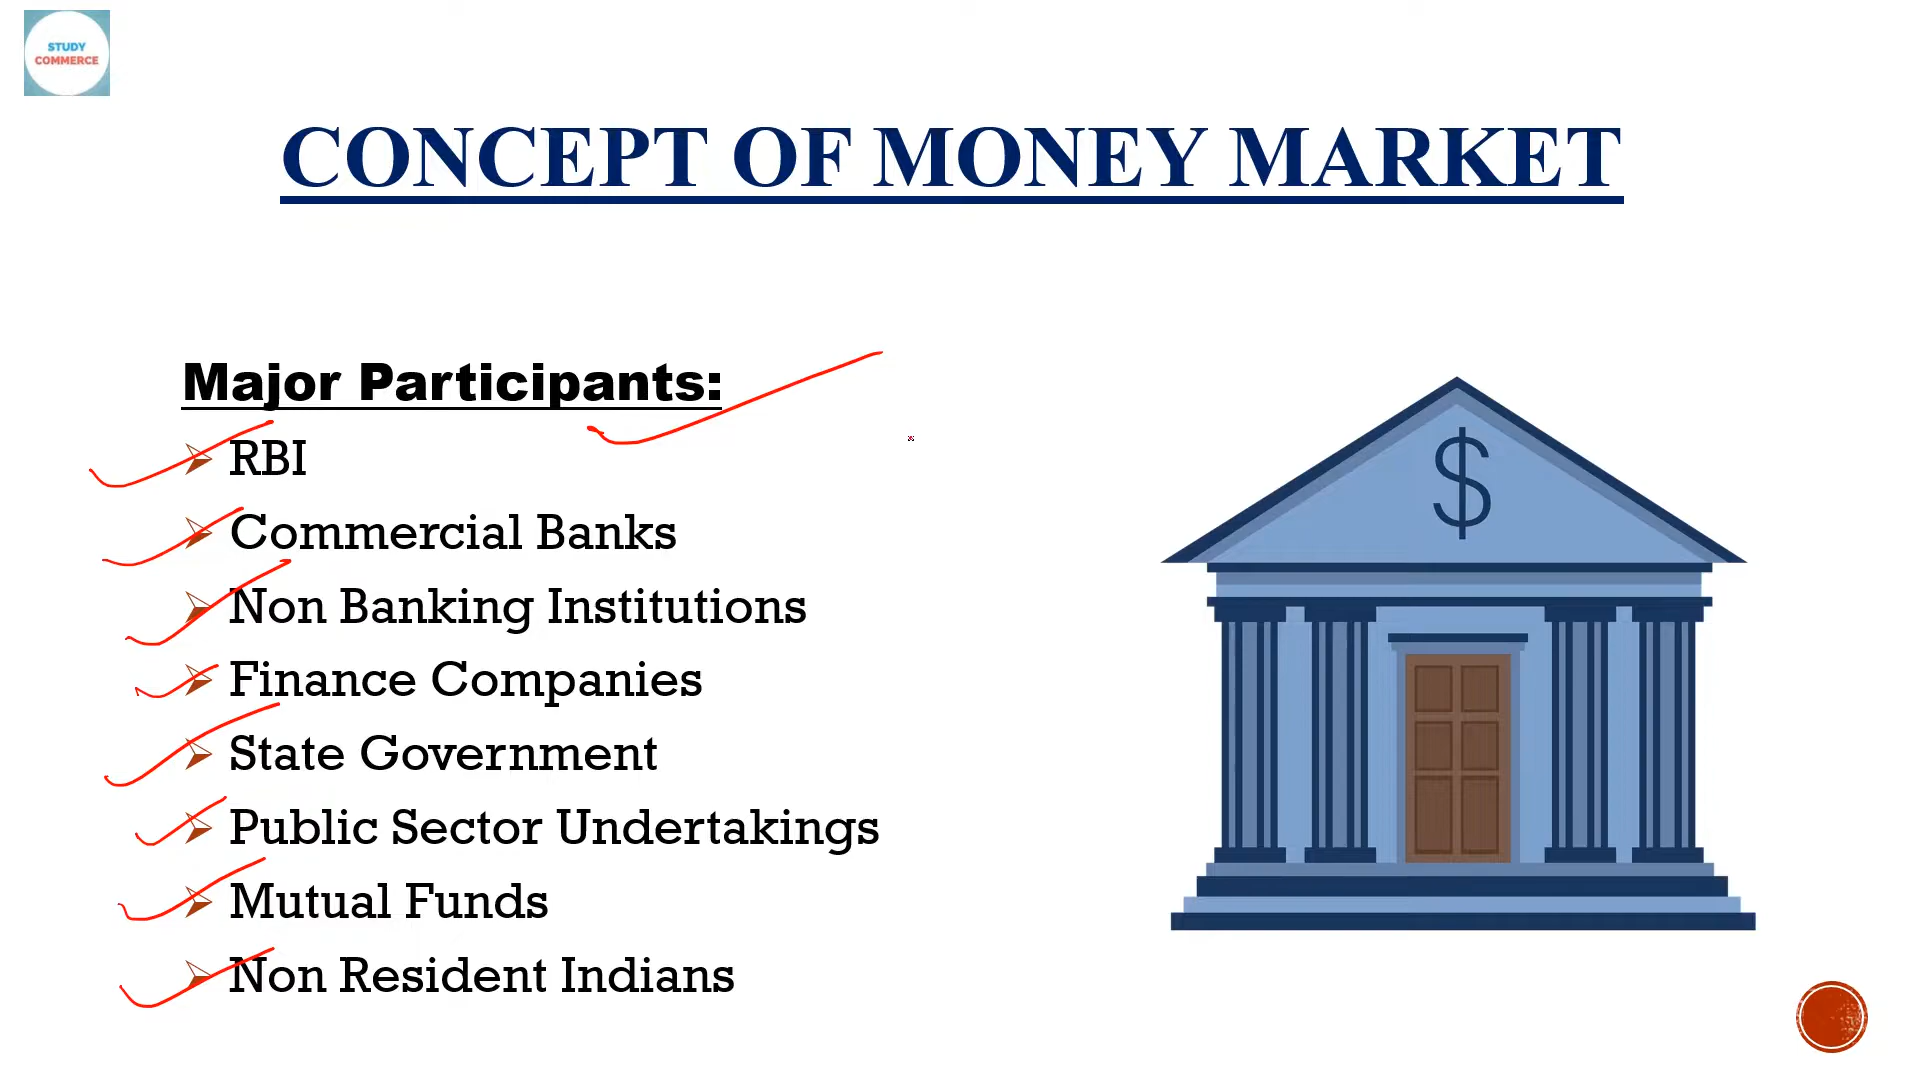 STUDY
COMMERCE
CONCEPT OF MONEY MARKET
Major Participants:
RBI
Commercial Banks
Non Banking Institutions
Finance Companies
State Government
Public Sector Undertakings
Mutual Funds
Non Resident Indians
$